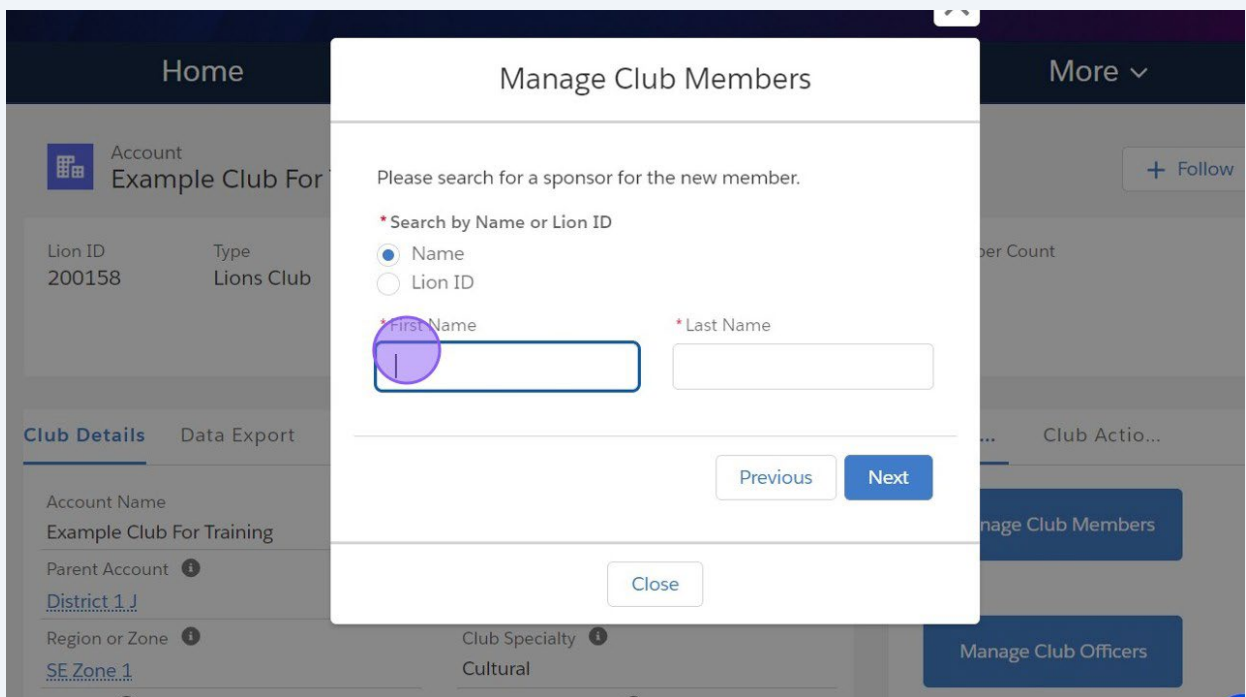 Home
More
Manage Club Members
Account
Example Club For
+ Follow
Please search for a sponsor for the new member.
*Search by Name or Lion ID
Name
Lion ID
Lion ID
200158
Type
Lions Club
Count
*First Name
*Last Name
Club Details
Data Export
...
Club Actio...
Previous
Next
Account Name
Example Club For Training
Club Members
Parent Account
District 1 J
Close
Region or Zone
SE Zone 1
Club Specialty
Cultural
Manage Club Officers